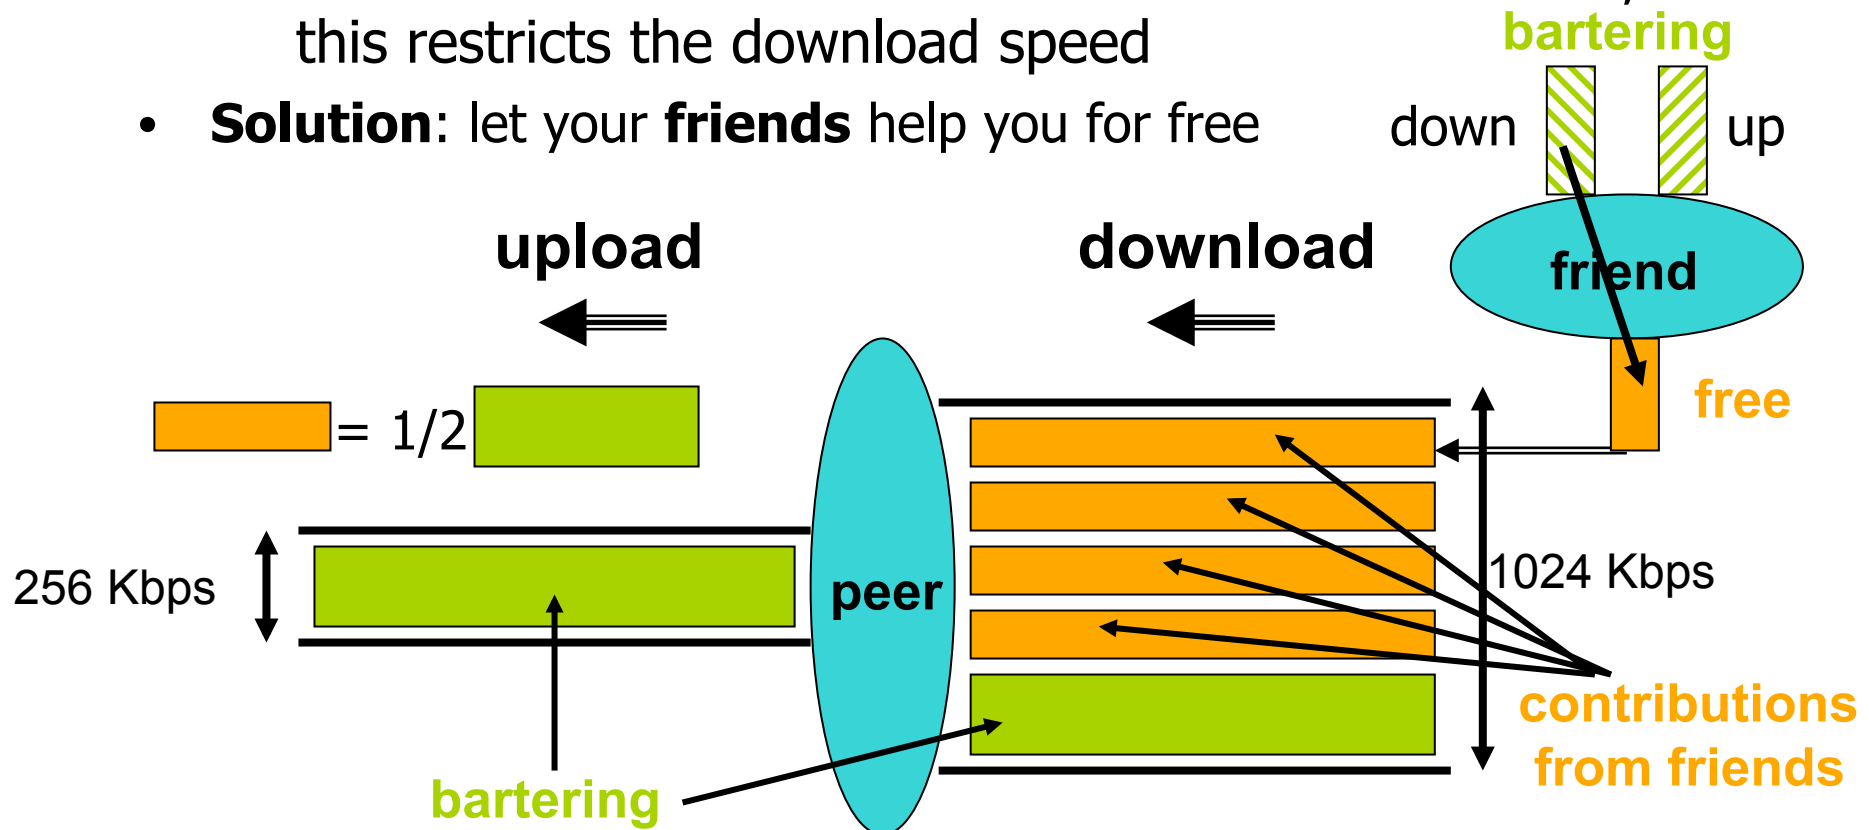 this restricts the download speed
bartering
• Solution: let your friends help you for free
down
up
upload
download
friend
free
= 1/2
256 Kbps
peer
1024 Kbps
contributions
from friends
bartering